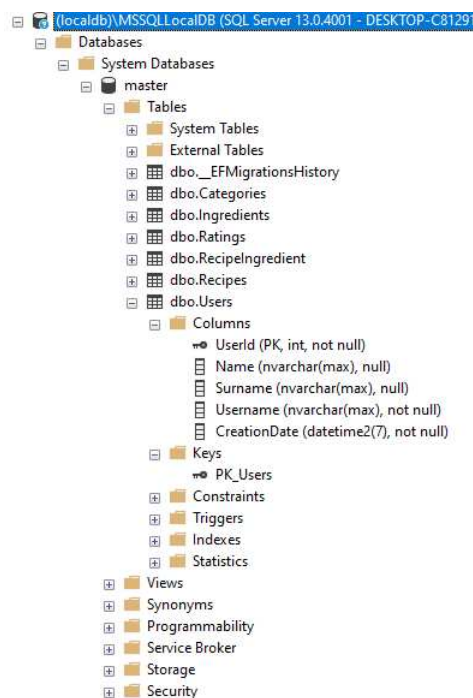 (localdb)\MSSQLLocalDB (SQL Server 13.0.4001 - DESKTOP-C81291
Databases
System Databases
master
Tables
System Tables
External Tables
dbo.__EFMigrationsHistory
dbo.Categories
dbo.Ingredients
dbo.Ratings
dbo.RecipeIngredient
dbo.Recipes
dbo.Users
Columns
UserId (PK, int, not null)
Name (nvarchar(max), null)
Surname (nvarchar(max), null)
Username (nvarchar(max), not null)
CreationDate (datetime2(7), not null)
Keys
PK_Users
Constraints
Triggers
Indexes
Statistics
Views
Synonyms
Programmability
Service Broker
Storage
Security